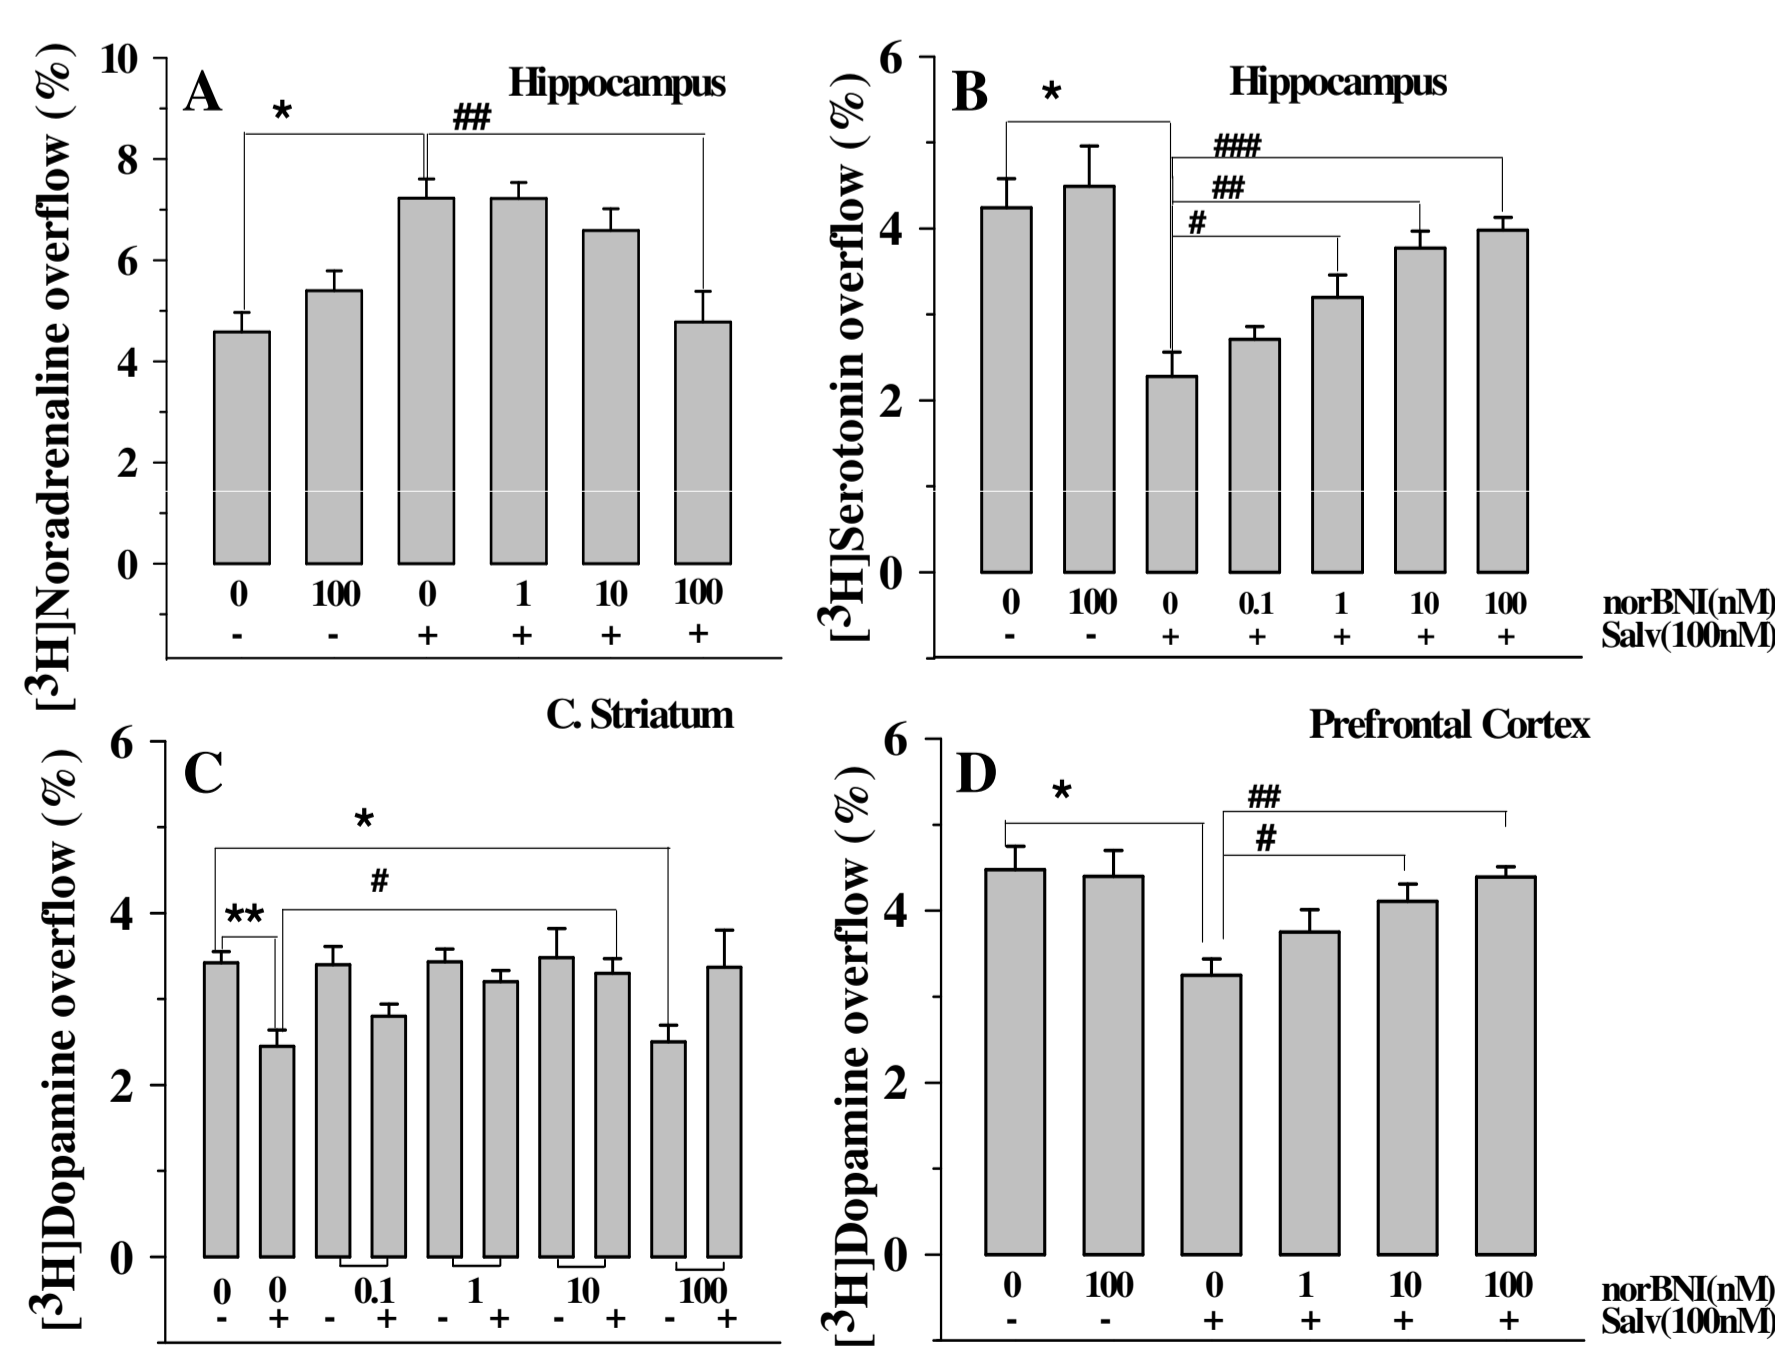 [3H]Noradrenaline overflow (%)
10
8
6
4
2
0
A
Hippocampus
*
##
0 100 0 1 10 100
- - + + + +
[3H]Serotonin overflow (%)
6
4
2
0
B
Hippocampus
*
###
##
#
0 100 0 0.1 1 10 100 norBNI(nM)
- - + + + + + Salv(100nM)
[3H]Dopamine overflow (%)
6
4
2
0
C
C. Striatum
*
#
**
0 0 0.1 1 10 100
- + - + - + - + - +
[3H]Dopamine overflow (%)
6
4
2
0
D
Prefrontal Cortex
*
##
#
0 100 0 1 10 100 norBNI(nM)
- - + + + + Salv(100nM)